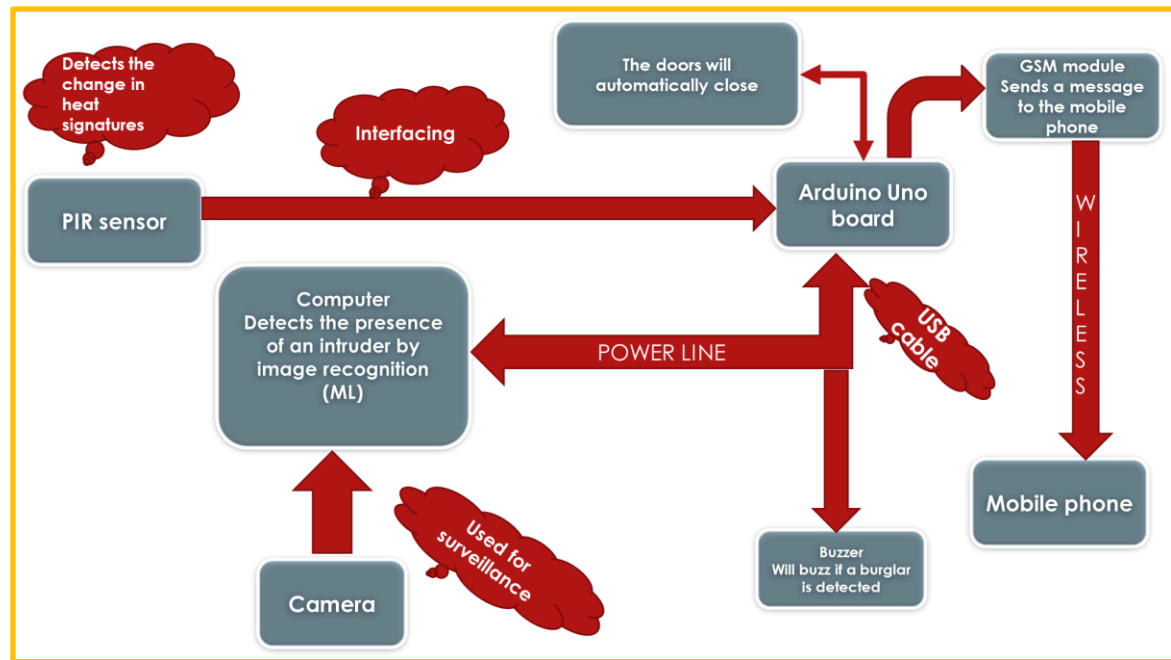 Detects the
change in
heat
signatures
Interfacing
The doors will
automatically close
GSM module
Sends a message
to the mobile
phone
PIR sensor
Arduino Uno
board
WIRELESS
Computer
Detects the presence
of an intruder by
image recognition
(ML)
POWER LINE
USB
cable
Used for
surveillance
Camera
Buzzer
Will buzz if a burglar
is detected
Mobile phone